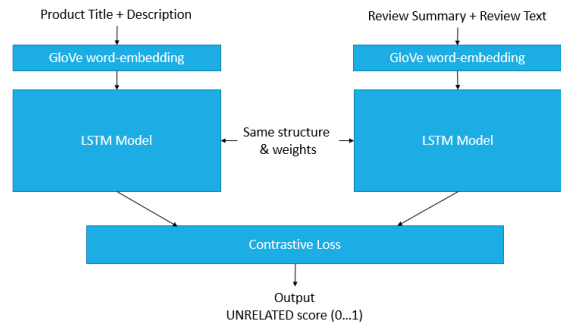 Product Title + Description
Review Summary + Review Text
GloVe word-embedding
GloVe word-embedding
LSTM Model
Same structure
& weights
LSTM Model
Contrastive Loss
Output
UNRELATED score (0...1)